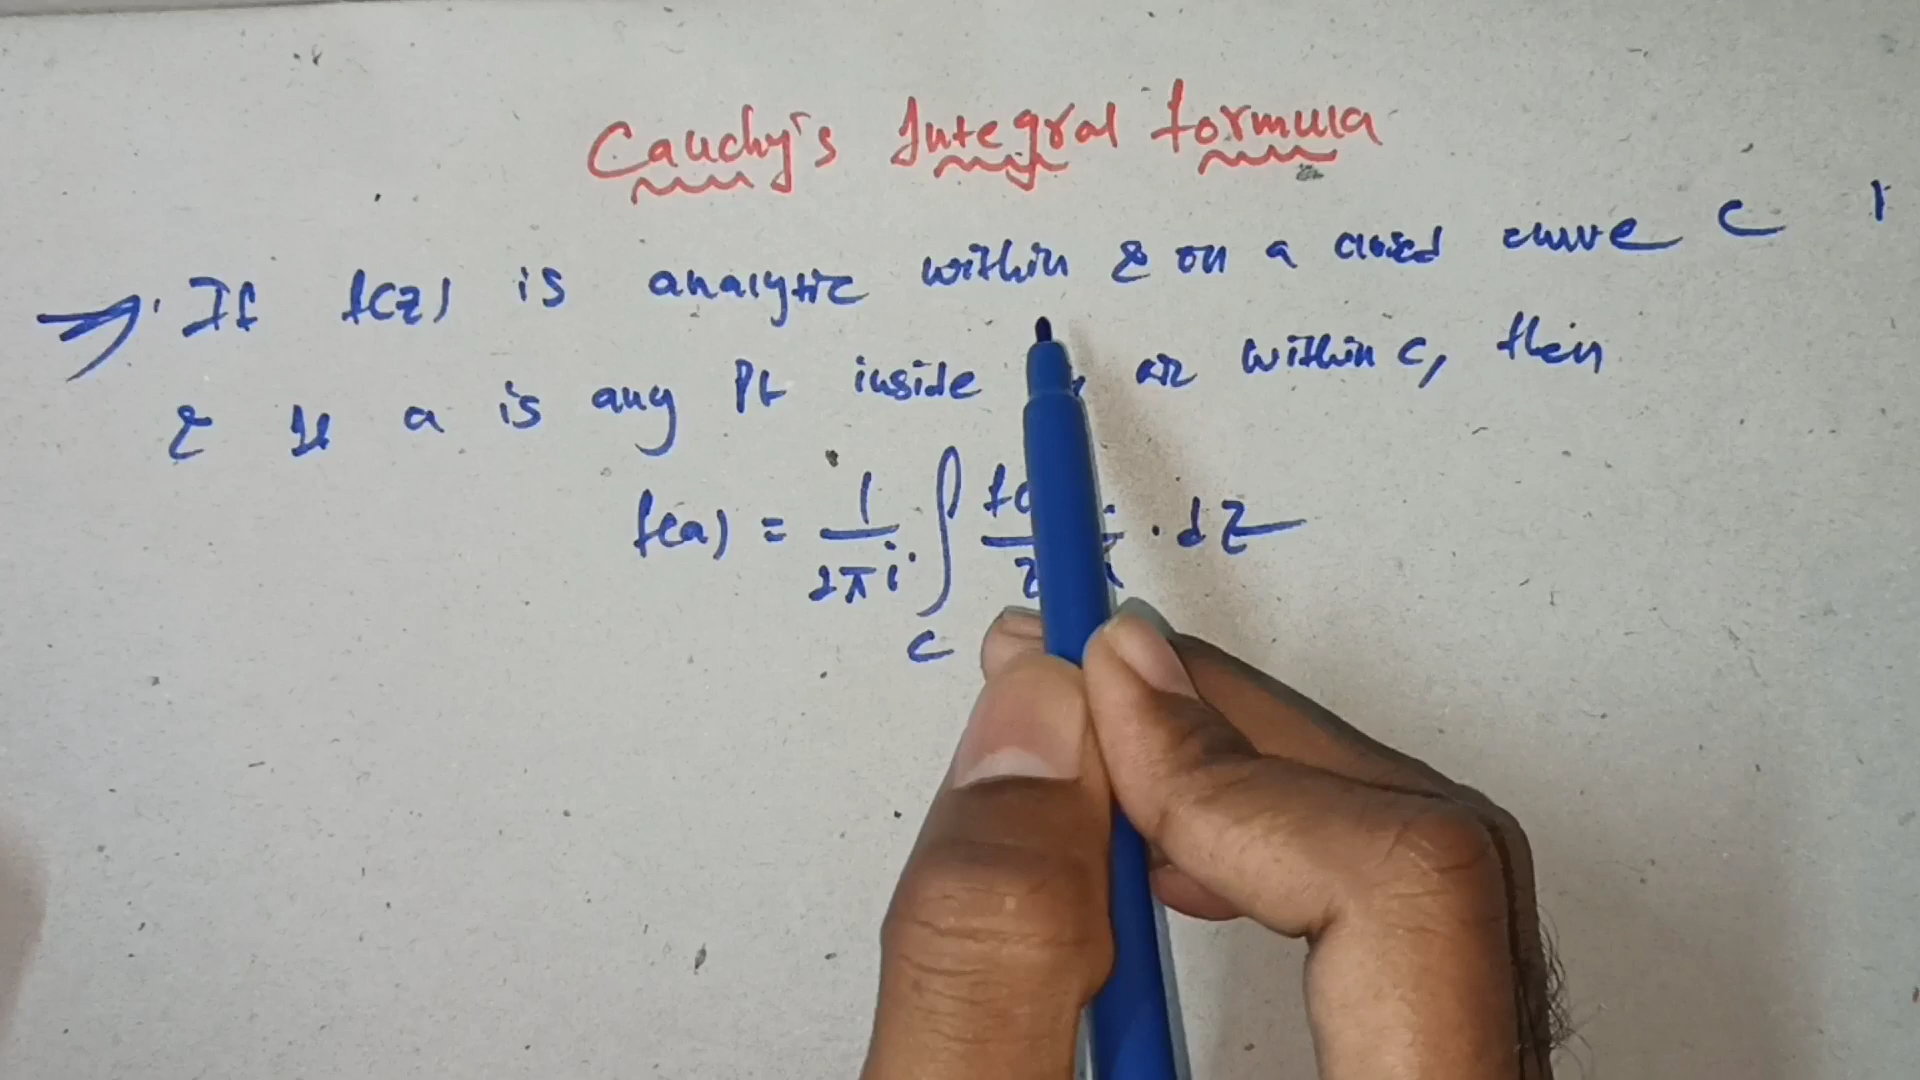 Cauchy's Integral formula
If f(z) is analytic within & on a closed curve C
& If a is any Pt inside or within C, then
f(a) = 1/2πi ∫ f( / z . dz
C